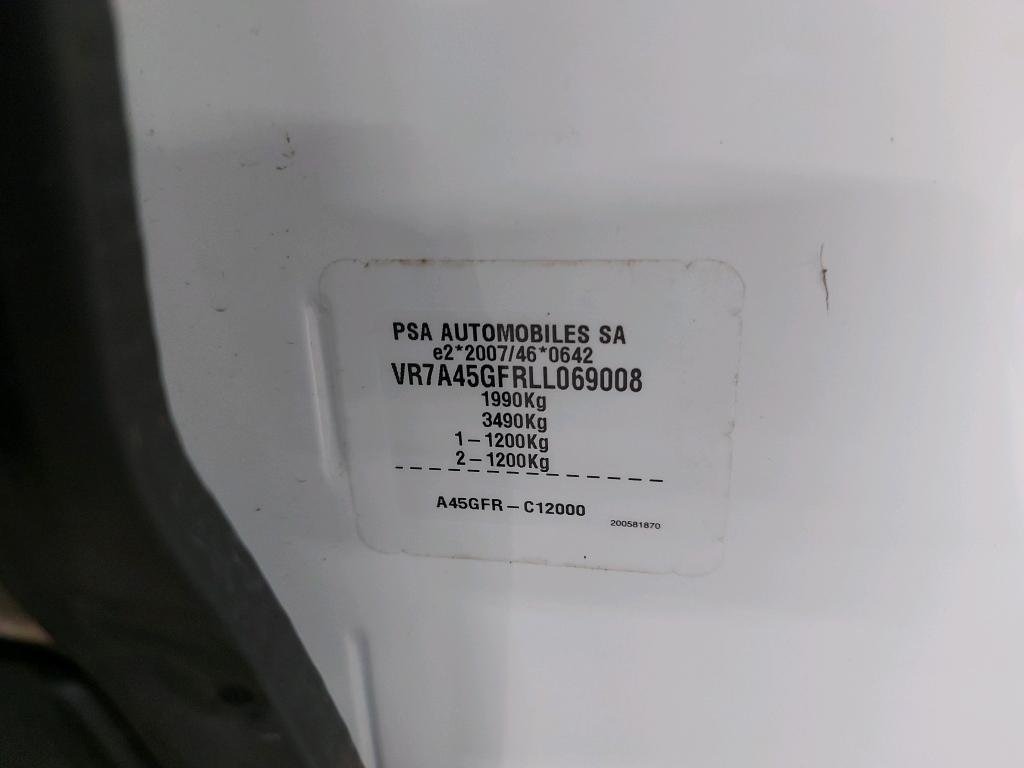 PSA AUTOMOBILES SA
e2*2007/46*0642
VR7A45GFRLL069008
1990Kg
3490Kg
1-1200Kg
2-1200Kg
A45GFR-C12000
200581870